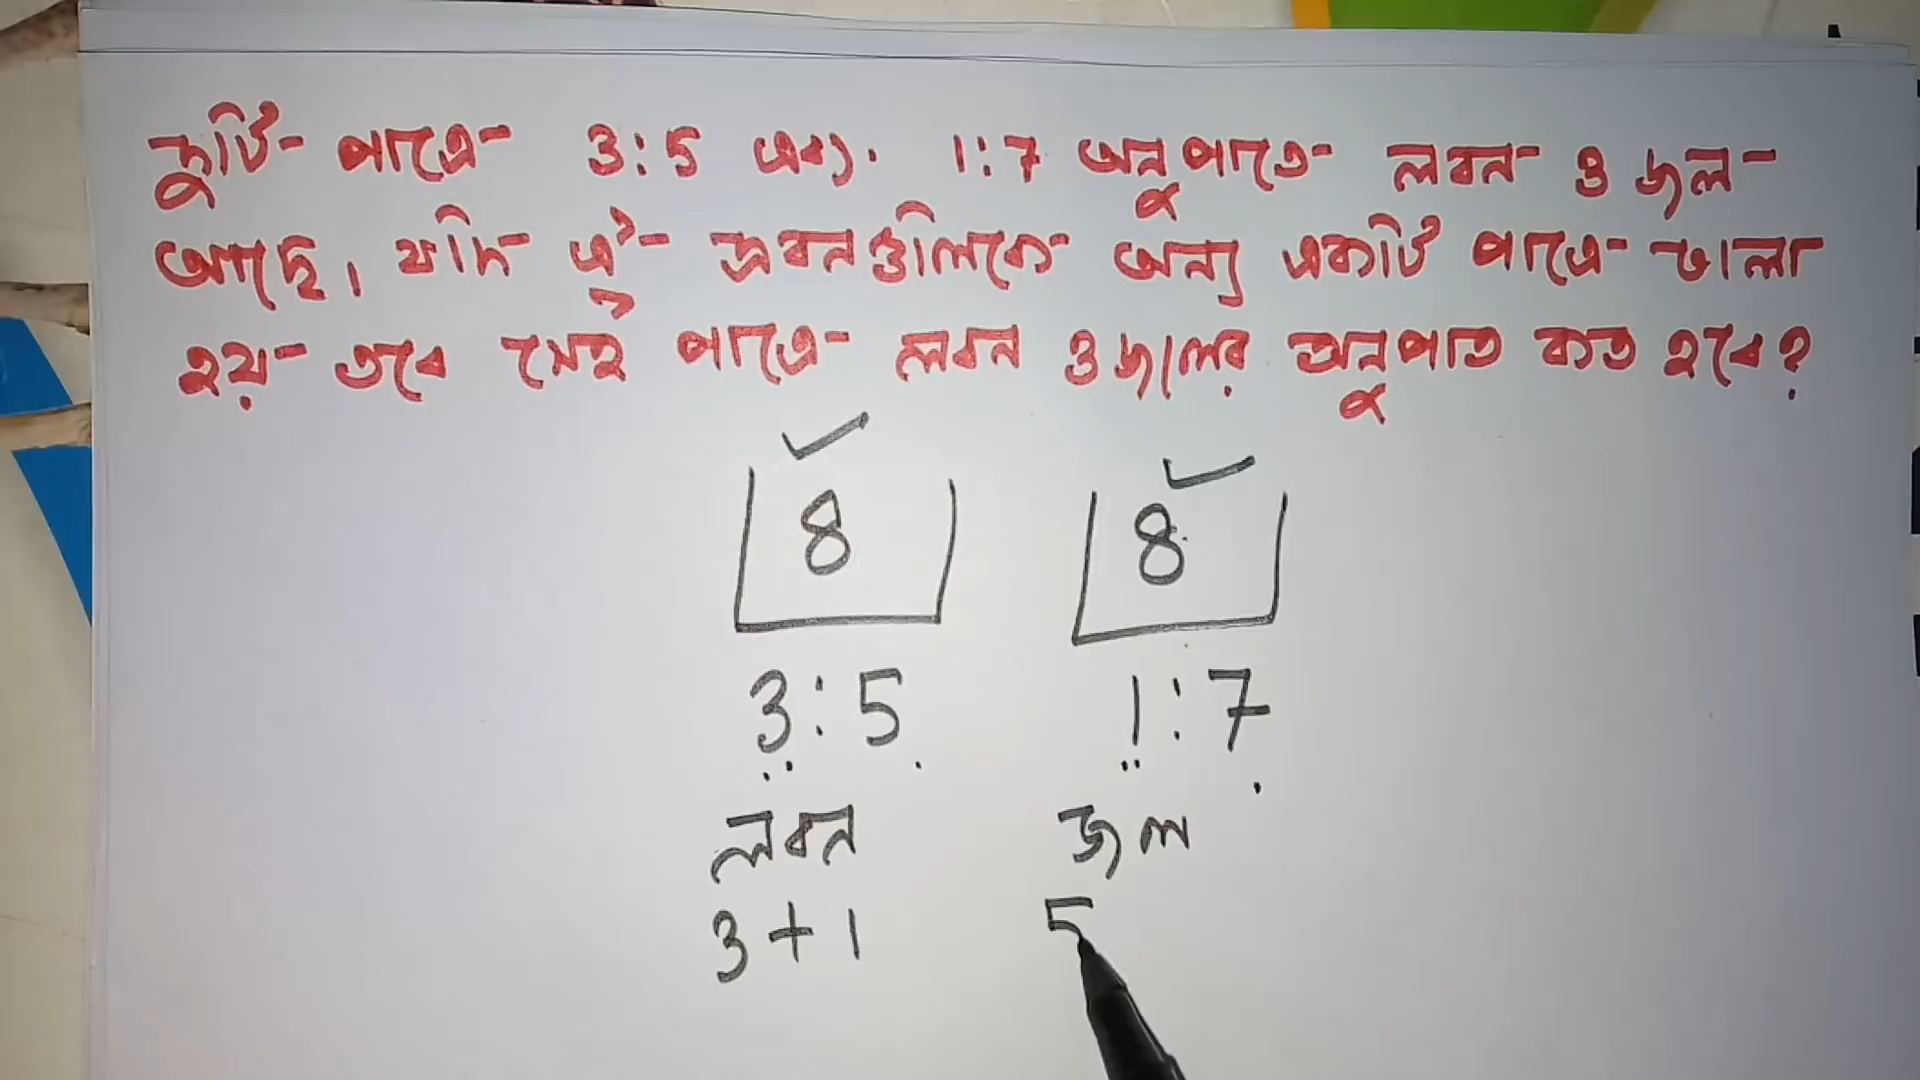 দুটি পাত্রে 3:5 এবং 1:7 অনুপাতে লবন ও জল
আছে, যদি এই দ্রবনগুলিকে অন্য একটি পাত্রে ঢালা
হয় তবে সেই পাত্রে লবন ও জলের অনুপাত কত হবে?
8 8
3:5 1:7
লবন জল
3+1 5